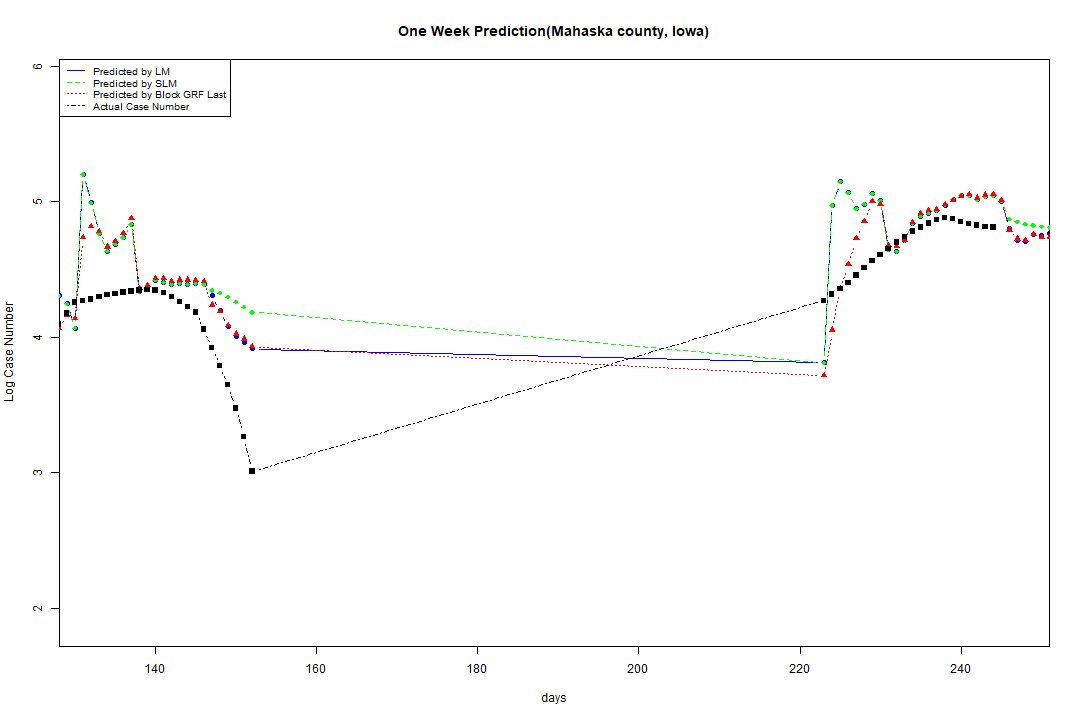 One Week Prediction(Mahaska county, Iowa)
Predicted by LM
Predicted by SLM
Predicted by Block GRF Last
Actual Case Number
Log Case Number
6
5
4
3
2
140 160 180 200 220 240
days